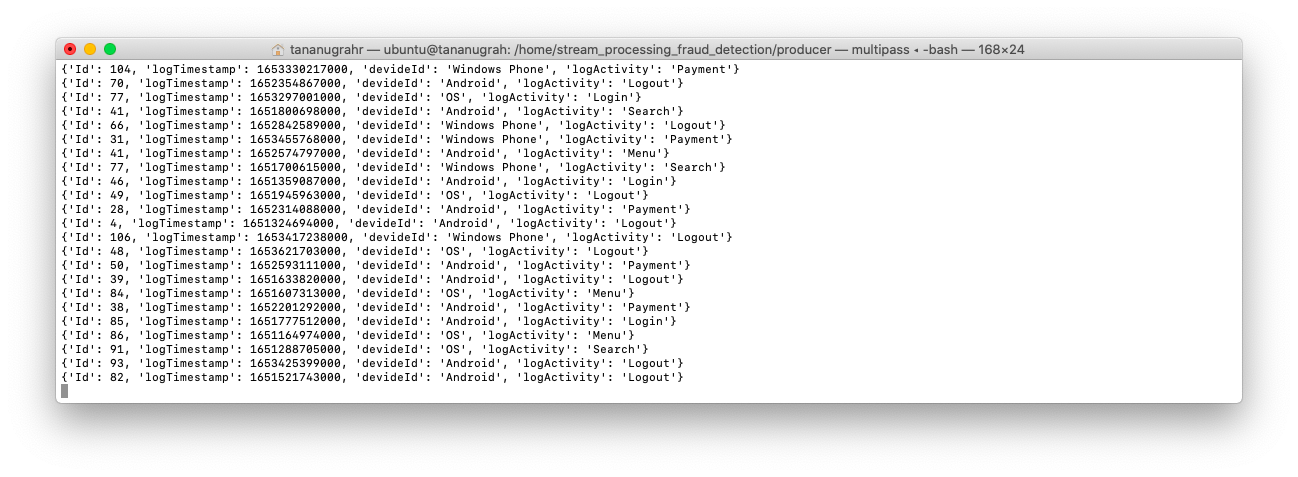 tananugrahr — ubuntu@tananugrah: /home/stream_processing_fraud_detection/producer — multipass ◂ -bash — 168×24
{'Id': 104, 'logTimestamp': 1653330217000, 'devideId': 'Windows Phone', 'logActivity': 'Payment'}
{'Id': 70, 'logTimestamp': 1652354867000, 'devideId': 'Android', 'logActivity': 'Logout'}
{'Id': 77, 'logTimestamp': 1653297001000, 'devideId': 'OS', 'logActivity': 'Login'}
{'Id': 41, 'logTimestamp': 1651800698000, 'devideId': 'Android', 'logActivity': 'Search'}
{'Id': 66, 'logTimestamp': 1652842589000, 'devideId': 'Windows Phone', 'logActivity': 'Logout'}
{'Id': 31, 'logTimestamp': 1653455768000, 'devideId': 'Windows Phone', 'logActivity': 'Payment'}
{'Id': 41, 'logTimestamp': 1652574797000, 'devideId': 'Android', 'logActivity': 'Menu'}
{'Id': 77, 'logTimestamp': 1651700615000, 'devideId': 'Windows Phone', 'logActivity': 'Search'}
{'Id': 46, 'logTimestamp': 1651359087000, 'devideId': 'Android', 'logActivity': 'Login'}
{'Id': 49, 'logTimestamp': 1651945963000, 'devideId': 'OS', 'logActivity': 'Logout'}
{'Id': 28, 'logTimestamp': 1652314088000, 'devideId': 'Android', 'logActivity': 'Payment'}
{'Id': 4, 'logTimestamp': 1651324694000, 'devideId': 'Android', 'logActivity': 'Logout'}
{'Id': 106, 'logTimestamp': 1653417238000, 'devideId': 'Windows Phone', 'logActivity': 'Logout'}
{'Id': 48, 'logTimestamp': 1653621703000, 'devideId': 'OS', 'logActivity': 'Logout'}
{'Id': 50, 'logTimestamp': 1652593111000, 'devideId': 'Android', 'logActivity': 'Payment'}
{'Id': 39, 'logTimestamp': 1651633820000, 'devideId': 'Android', 'logActivity': 'Logout'}
{'Id': 84, 'logTimestamp': 1651607313000, 'devideId': 'OS', 'logActivity': 'Menu'}
{'Id': 38, 'logTimestamp': 1652201292000, 'devideId': 'Android', 'logActivity': 'Payment'}
{'Id': 85, 'logTimestamp': 1651777512000, 'devideId': 'Android', 'logActivity': 'Login'}
{'Id': 86, 'logTimestamp': 1651164974000, 'devideId': 'OS', 'logActivity': 'Menu'}
{'Id': 91, 'logTimestamp': 1651288705000, 'devideId': 'OS', 'logActivity': 'Search'}
{'Id': 93, 'logTimestamp': 1653425399000, 'devideId': 'Android', 'logActivity': 'Logout'}
{'Id': 82, 'logTimestamp': 1651521743000, 'devideId': 'Android', 'logActivity': 'Logout'}